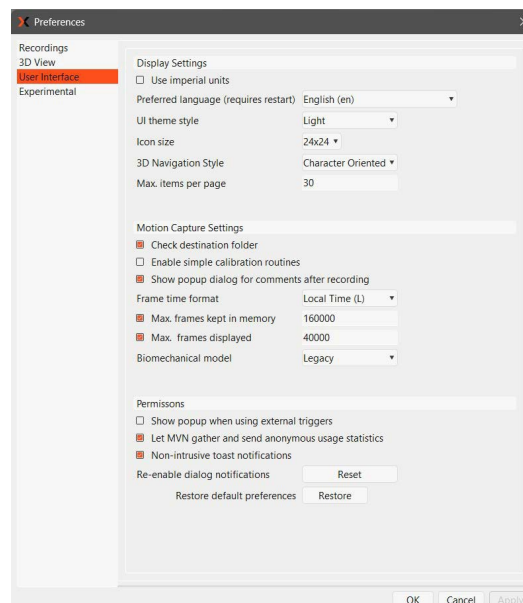 Preferences
Recordings
3D View
User Interface
Experimental
Display Settings
Use imperial units
Preferred language (requires restart) English (en)
UI theme style Light
Icon size 24x24
3D Navigation Style Character Oriented
Max. items per page 30
Motion Capture Settings
Check destination folder
Enable simple calibration routines
Show popup dialog for comments after recording
Frame time format Local Time (L)
Max. frames kept in memory 160000
Max. frames displayed 40000
Biomechanical model Legacy
Permissons
Show popup when using external triggers
Let MVN gather and send anonymous usage statistics
Non-intrusive toast notifications
Re-enable dialog notifications Reset
Restore default preferences Restore
OK Cancel Apply